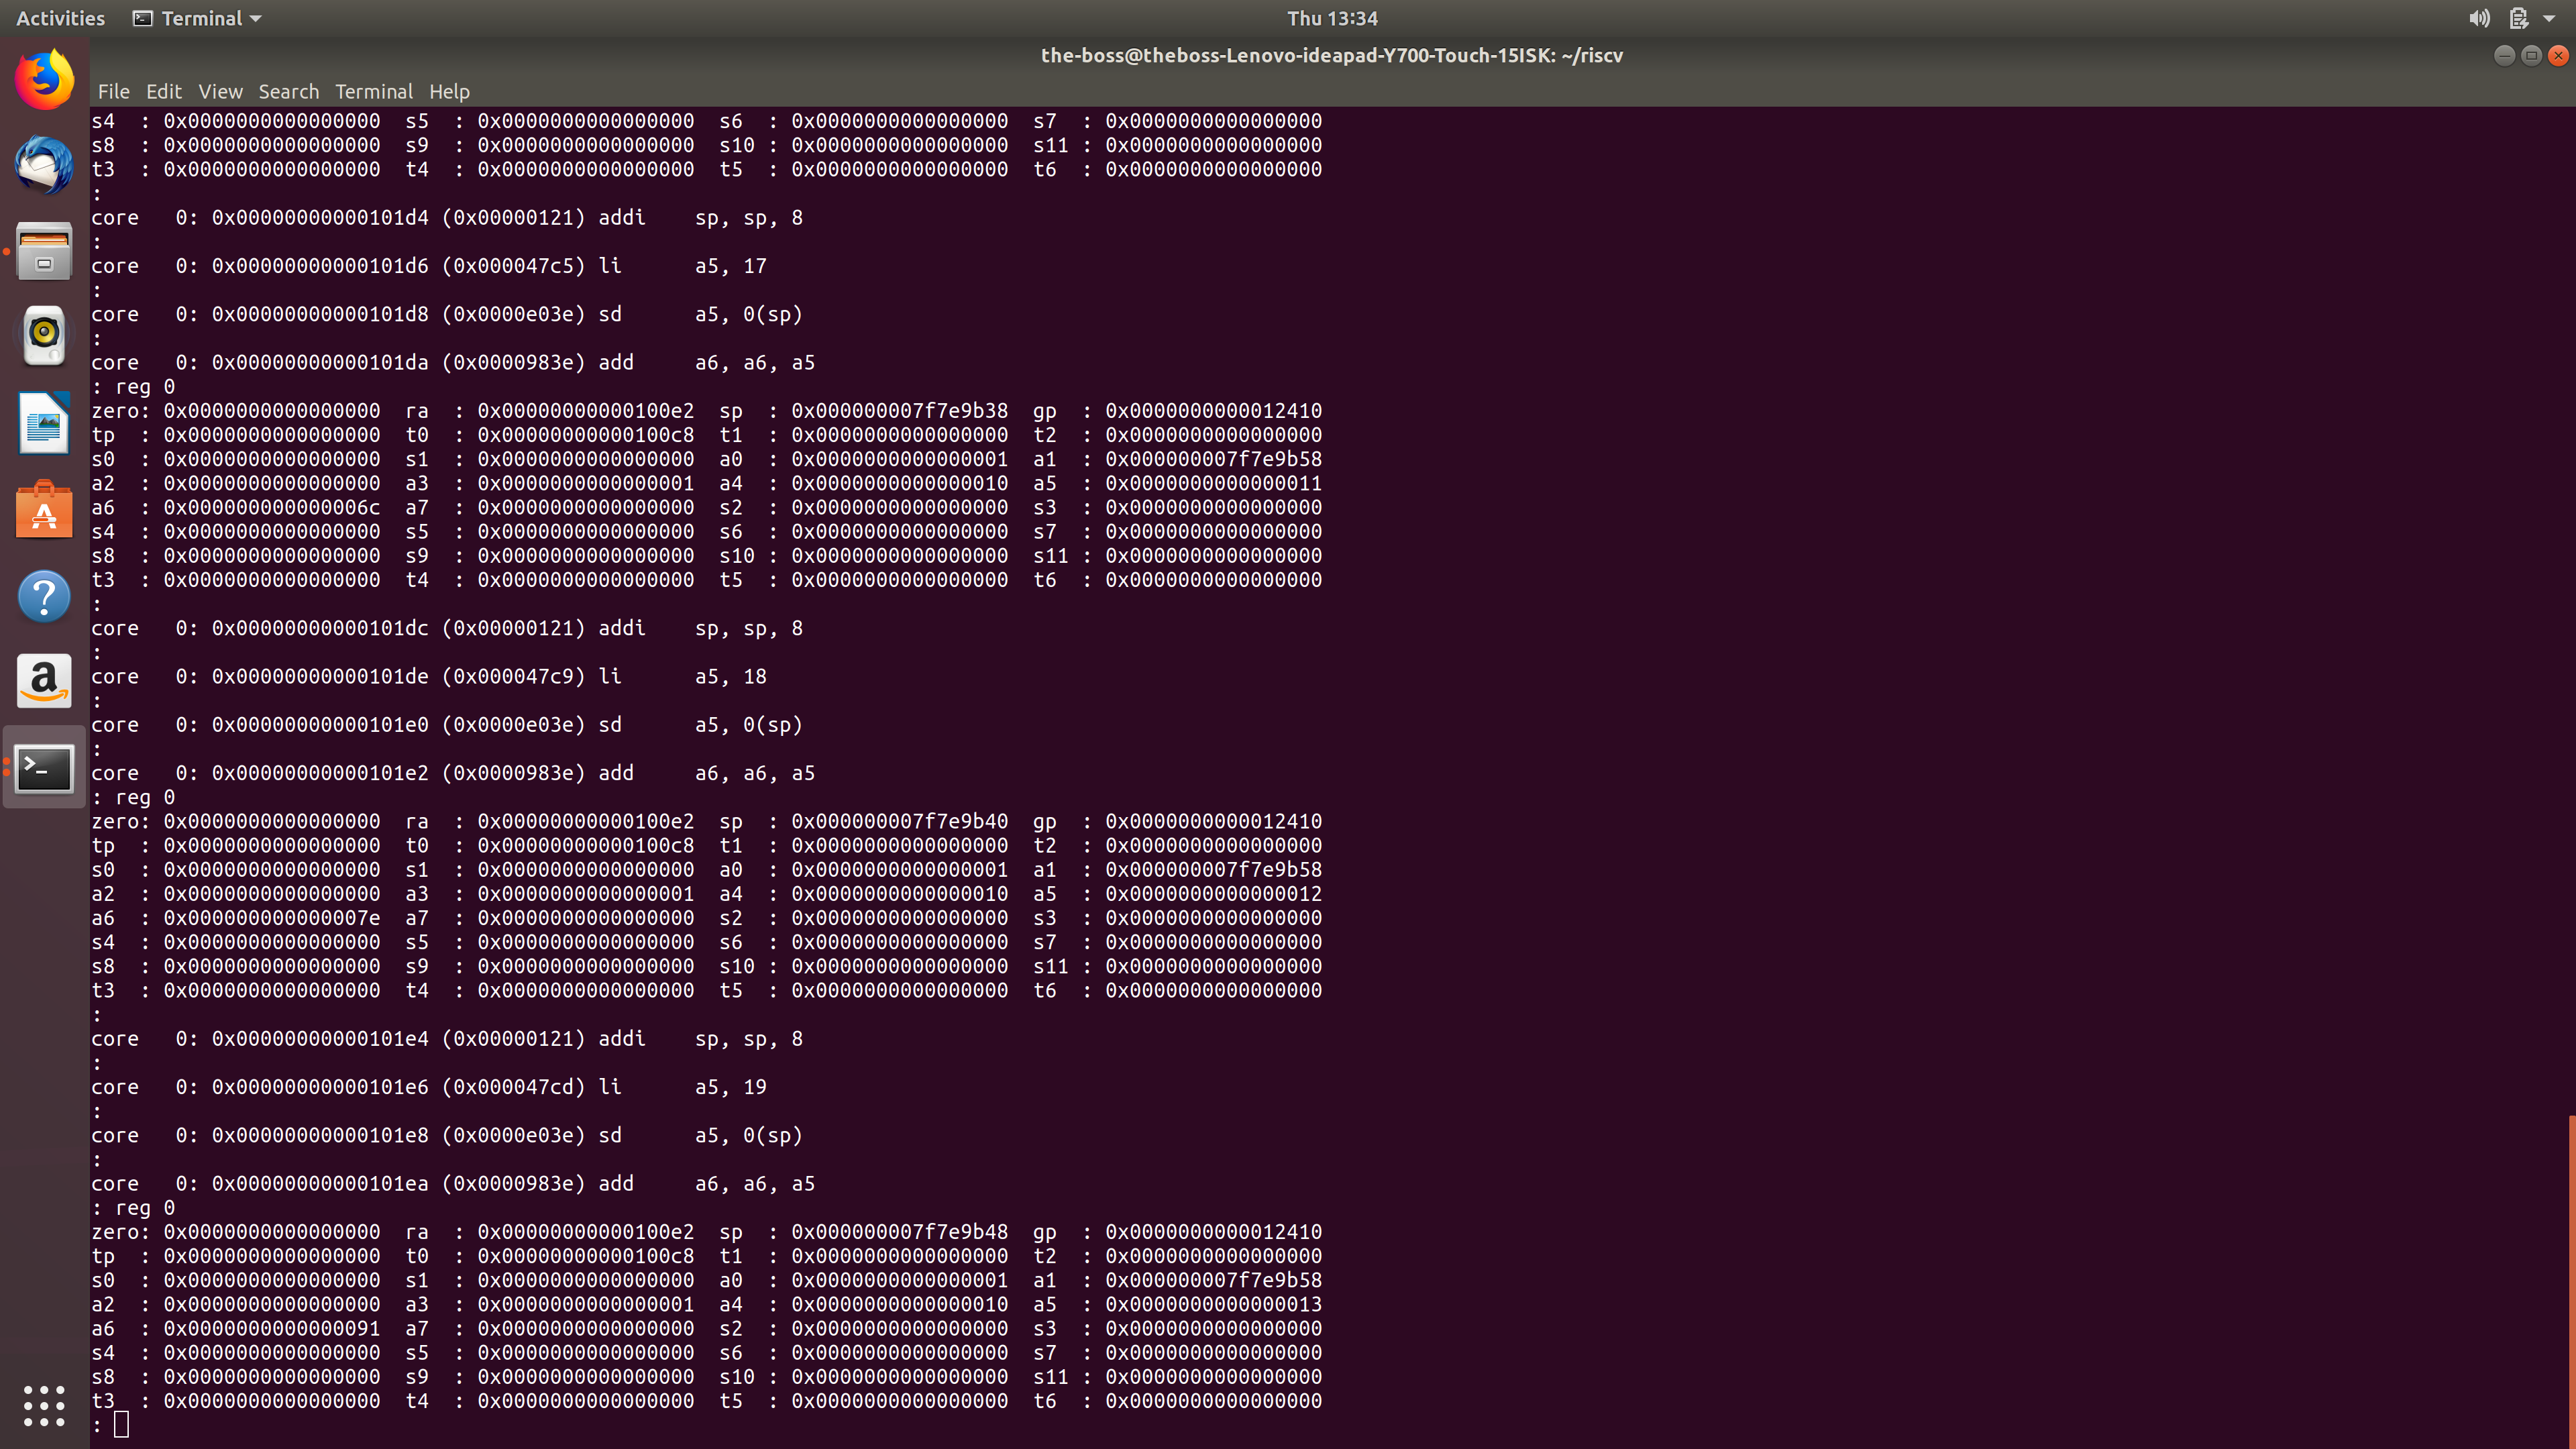 Activities Terminal Thu 13:34
the-boss@theboss-Lenovo-ideapad-Y700-Touch-15ISK: ~/riscv
File Edit View Search Terminal Help
s4  : 0x0000000000000000  s5  : 0x0000000000000000  s6  : 0x0000000000000000  s7  : 0x0000000000000000
s8  : 0x0000000000000000  s9  : 0x0000000000000000  s10 : 0x0000000000000000  s11 : 0x0000000000000000
t3  : 0x0000000000000000  t4  : 0x0000000000000000  t5  : 0x0000000000000000  t6  : 0x0000000000000000
:
core   0: 0x00000000000101d4 (0x00000121) addi    sp, sp, 8
:
core   0: 0x00000000000101d6 (0x000047c5) li      a5, 17
:
core   0: 0x00000000000101d8 (0x0000e03e) sd      a5, 0(sp)
:
core   0: 0x00000000000101da (0x0000983e) add     a6, a6, a5
: reg 0
zero: 0x0000000000000000  ra  : 0x00000000000100e2  sp  : 0x000000007f7e9b38  gp  : 0x0000000000012410
tp  : 0x0000000000000000  t0  : 0x00000000000100c8  t1  : 0x0000000000000000  t2  : 0x0000000000000000
s0  : 0x0000000000000000  s1  : 0x0000000000000000  a0  : 0x0000000000000001  a1  : 0x000000007f7e9b58
a2  : 0x0000000000000000  a3  : 0x0000000000000001  a4  : 0x0000000000000010  a5  : 0x0000000000000011
a6  : 0x000000000000006c  a7  : 0x0000000000000000  s2  : 0x0000000000000000  s3  : 0x0000000000000000
s4  : 0x0000000000000000  s5  : 0x0000000000000000  s6  : 0x0000000000000000  s7  : 0x0000000000000000
s8  : 0x0000000000000000  s9  : 0x0000000000000000  s10 : 0x0000000000000000  s11 : 0x0000000000000000
t3  : 0x0000000000000000  t4  : 0x0000000000000000  t5  : 0x0000000000000000  t6  : 0x0000000000000000
:
core   0: 0x00000000000101dc (0x00000121) addi    sp, sp, 8
:
core   0: 0x00000000000101de (0x000047c9) li      a5, 18
:
core   0: 0x00000000000101e0 (0x0000e03e) sd      a5, 0(sp)
:
core   0: 0x00000000000101e2 (0x0000983e) add     a6, a6, a5
: reg 0
zero: 0x0000000000000000  ra  : 0x00000000000100e2  sp  : 0x000000007f7e9b40  gp  : 0x0000000000012410
tp  : 0x0000000000000000  t0  : 0x00000000000100c8  t1  : 0x0000000000000000  t2  : 0x0000000000000000
s0  : 0x0000000000000000  s1  : 0x0000000000000000  a0  : 0x0000000000000001  a1  : 0x000000007f7e9b58
a2  : 0x0000000000000000  a3  : 0x0000000000000001  a4  : 0x0000000000000010  a5  : 0x0000000000000012
a6  : 0x000000000000007e  a7  : 0x0000000000000000  s2  : 0x0000000000000000  s3  : 0x0000000000000000
s4  : 0x0000000000000000  s5  : 0x0000000000000000  s6  : 0x0000000000000000  s7  : 0x0000000000000000
s8  : 0x0000000000000000  s9  : 0x0000000000000000  s10 : 0x0000000000000000  s11 : 0x0000000000000000
t3  : 0x0000000000000000  t4  : 0x0000000000000000  t5  : 0x0000000000000000  t6  : 0x0000000000000000
:
core   0: 0x00000000000101e4 (0x00000121) addi    sp, sp, 8
:
core   0: 0x00000000000101e6 (0x000047cd) li      a5, 19
:
core   0: 0x00000000000101e8 (0x0000e03e) sd      a5, 0(sp)
:
core   0: 0x00000000000101ea (0x0000983e) add     a6, a6, a5
: reg 0
zero: 0x0000000000000000  ra  : 0x00000000000100e2  sp  : 0x000000007f7e9b48  gp  : 0x0000000000012410
tp  : 0x0000000000000000  t0  : 0x00000000000100c8  t1  : 0x0000000000000000  t2  : 0x0000000000000000
s0  : 0x0000000000000000  s1  : 0x0000000000000000  a0  : 0x0000000000000001  a1  : 0x000000007f7e9b58
a2  : 0x0000000000000000  a3  : 0x0000000000000001  a4  : 0x0000000000000010  a5  : 0x0000000000000013
a6  : 0x0000000000000091  a7  : 0x0000000000000000  s2  : 0x0000000000000000  s3  : 0x0000000000000000
s4  : 0x0000000000000000  s5  : 0x0000000000000000  s6  : 0x0000000000000000  s7  : 0x0000000000000000
s8  : 0x0000000000000000  s9  : 0x0000000000000000  s10 : 0x0000000000000000  s11 : 0x0000000000000000
t3  : 0x0000000000000000  t4  : 0x0000000000000000  t5  : 0x0000000000000000  t6  : 0x0000000000000000
: